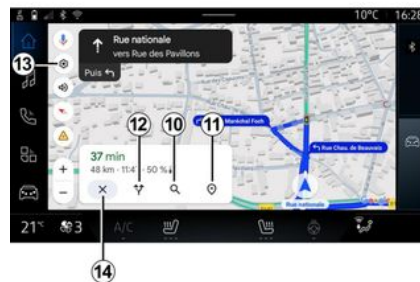 10°C 16:28
Rue nationale
vers Rue des Pavillons
Puis
13
Maréchal Foch
Rue Chau. de Beauvais
12
10
11
37 min
48 km · 11:41 · 50 %
Rue nationale
21°
3
A/C
14